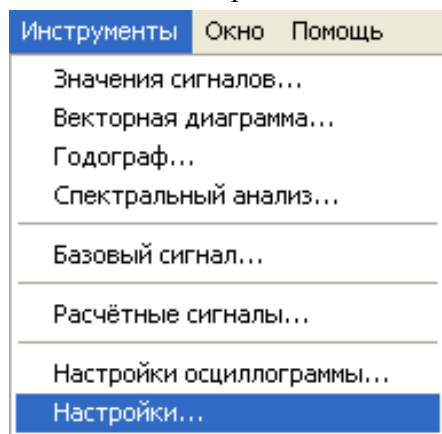 Инструменты Окно Помощь
Значения сигналов...
Векторная диаграмма...
Годограф...
Спектральный анализ...
Базовый сигнал...
Расчётные сигналы...
Настройки осциллограммы...
Настройки...